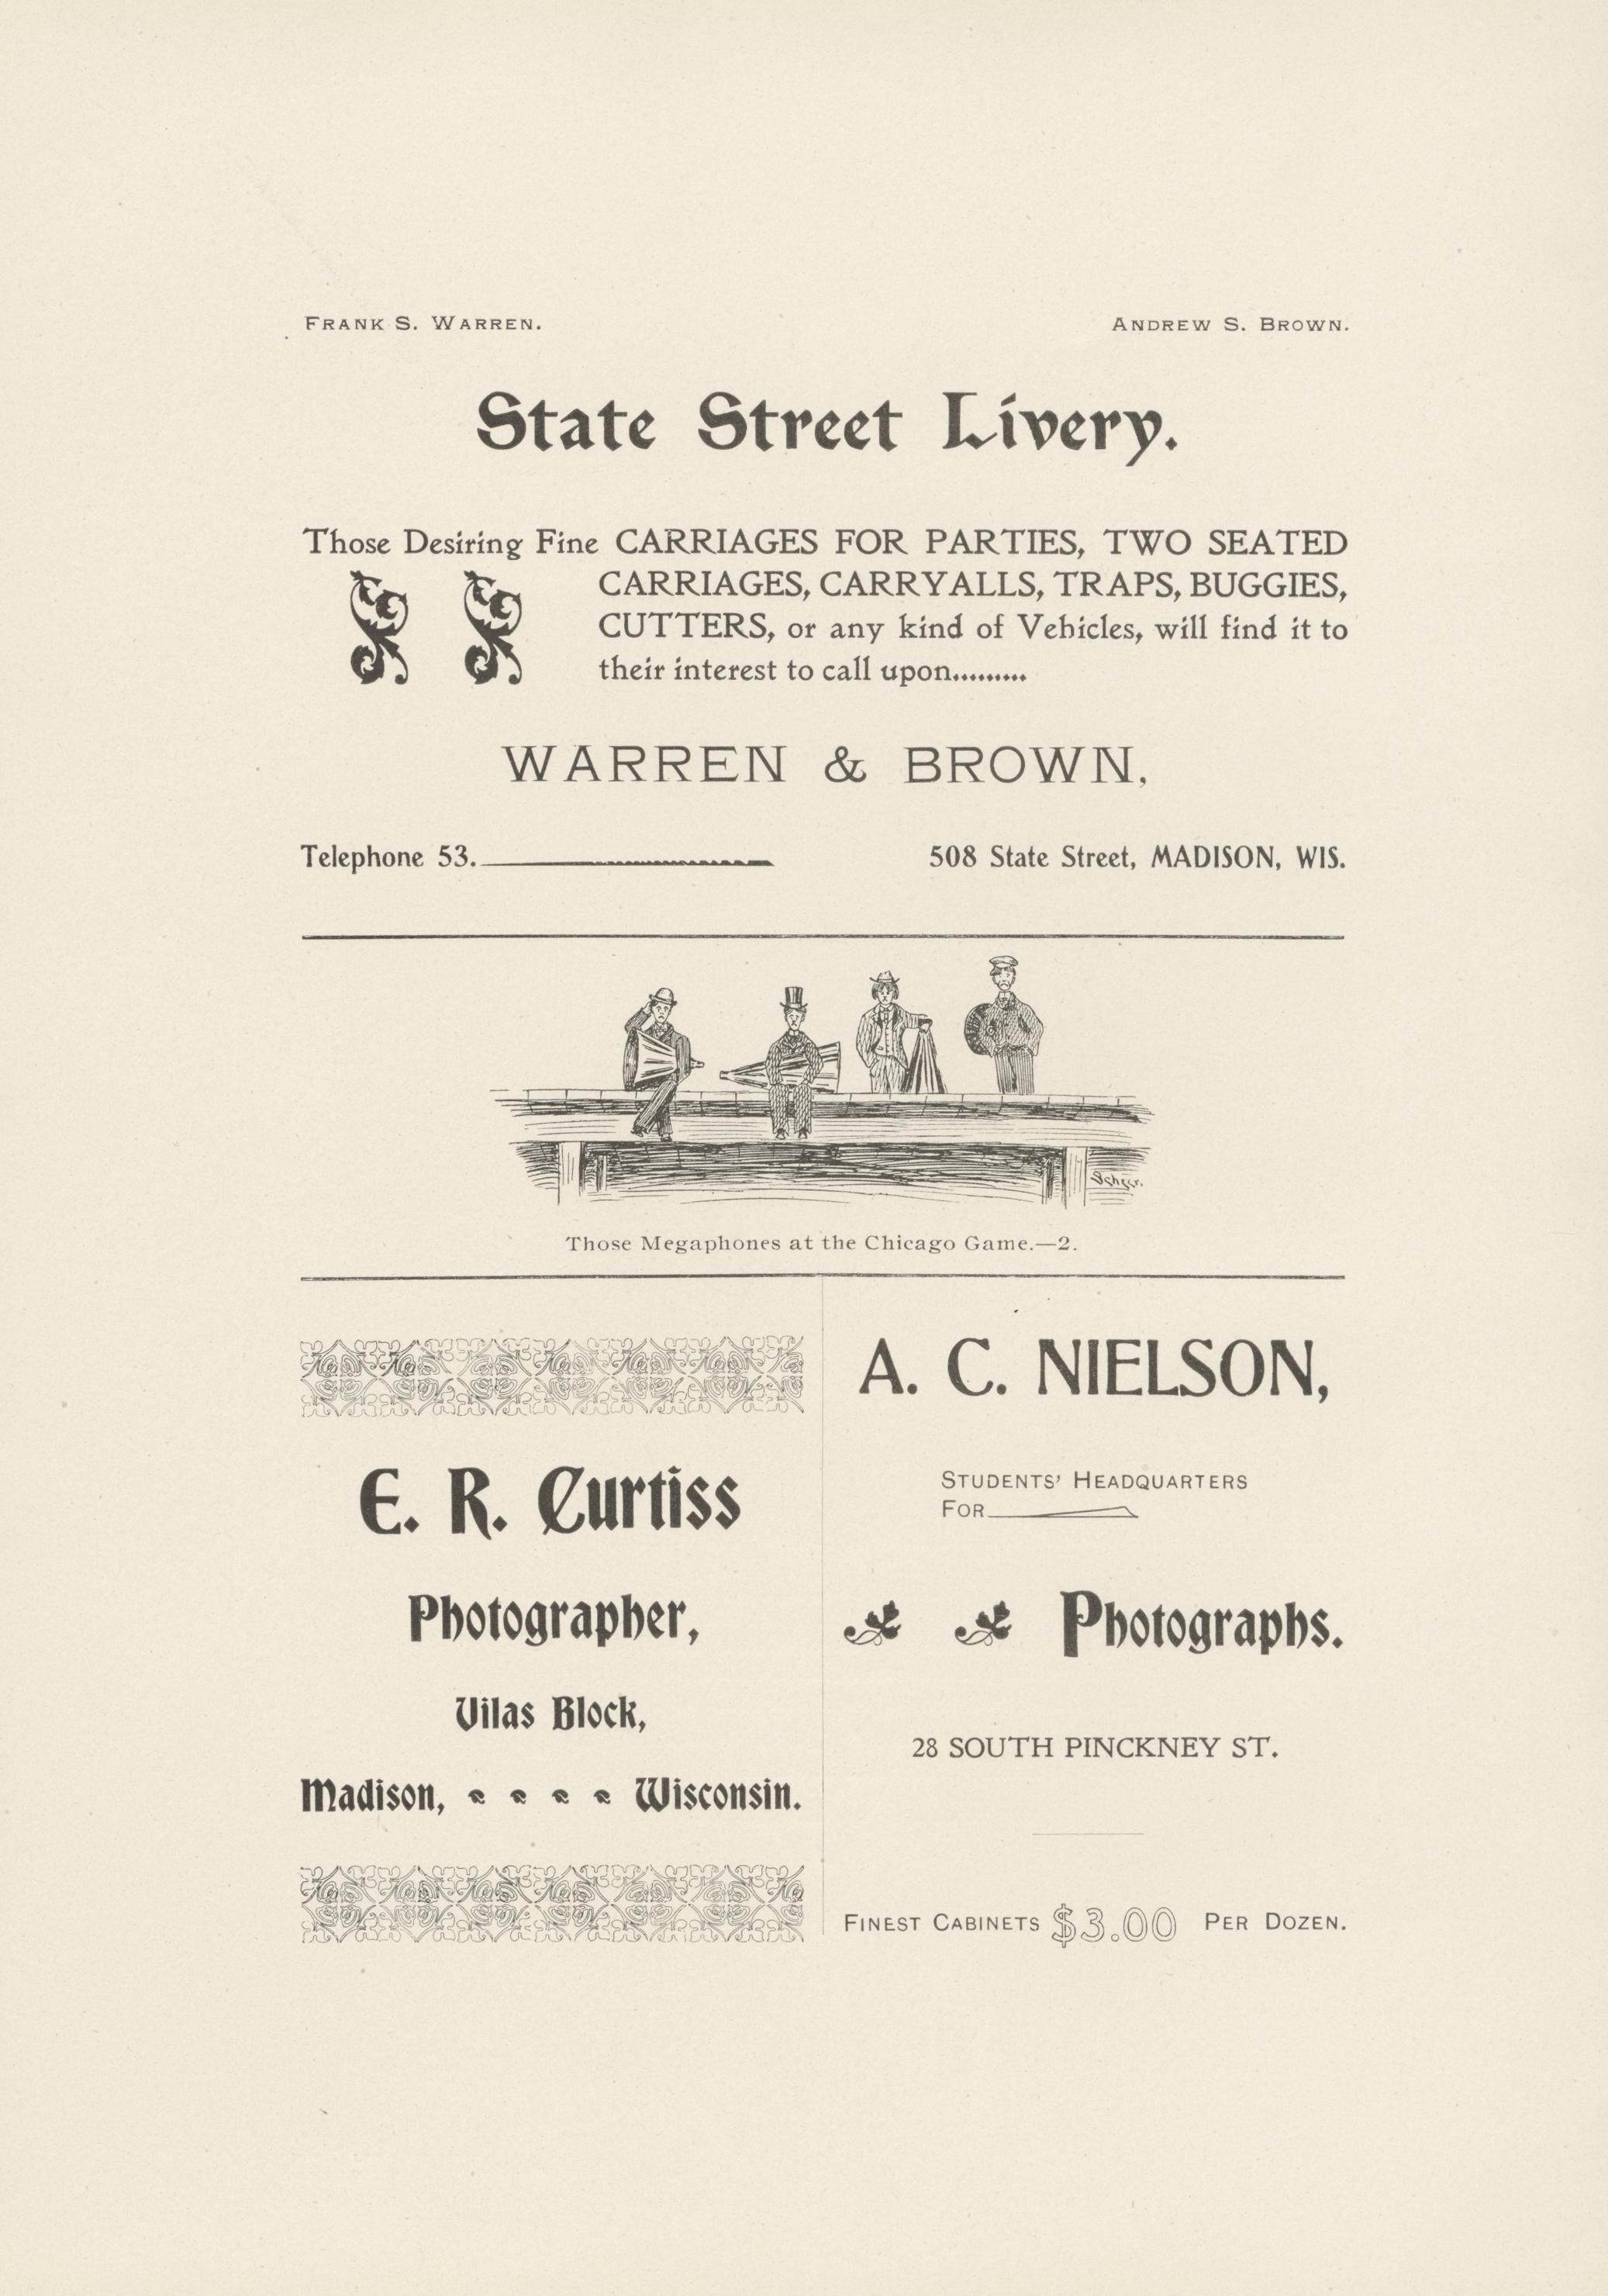 FRANK S. WARREN.
ANDREW S. BROWN.
State Street Livery.
Those Desiring Fine CARRIAGES FOR PARTIES, TWO SEATED
CARRIAGES, CARRYALLS, TRAPS, BUGGIES,
CUTTERS, or any kind of Vehicles, will find it to
their interest to call upon.........
WARREN & BROWN,
Telephone 53.
508 State Street, MADISON, WIS.
Those Megaphones at the Chicago Game.—2.
E. R. Curtiss
Photographer,
Vilas Block,
Madison, Wisconsin.
A. C. NIELSON,
STUDENTS' HEADQUARTERS
FOR
Photographs.
28 SOUTH PINCKNEY ST.
FINEST CABINETS $3.00 PER DOZEN.